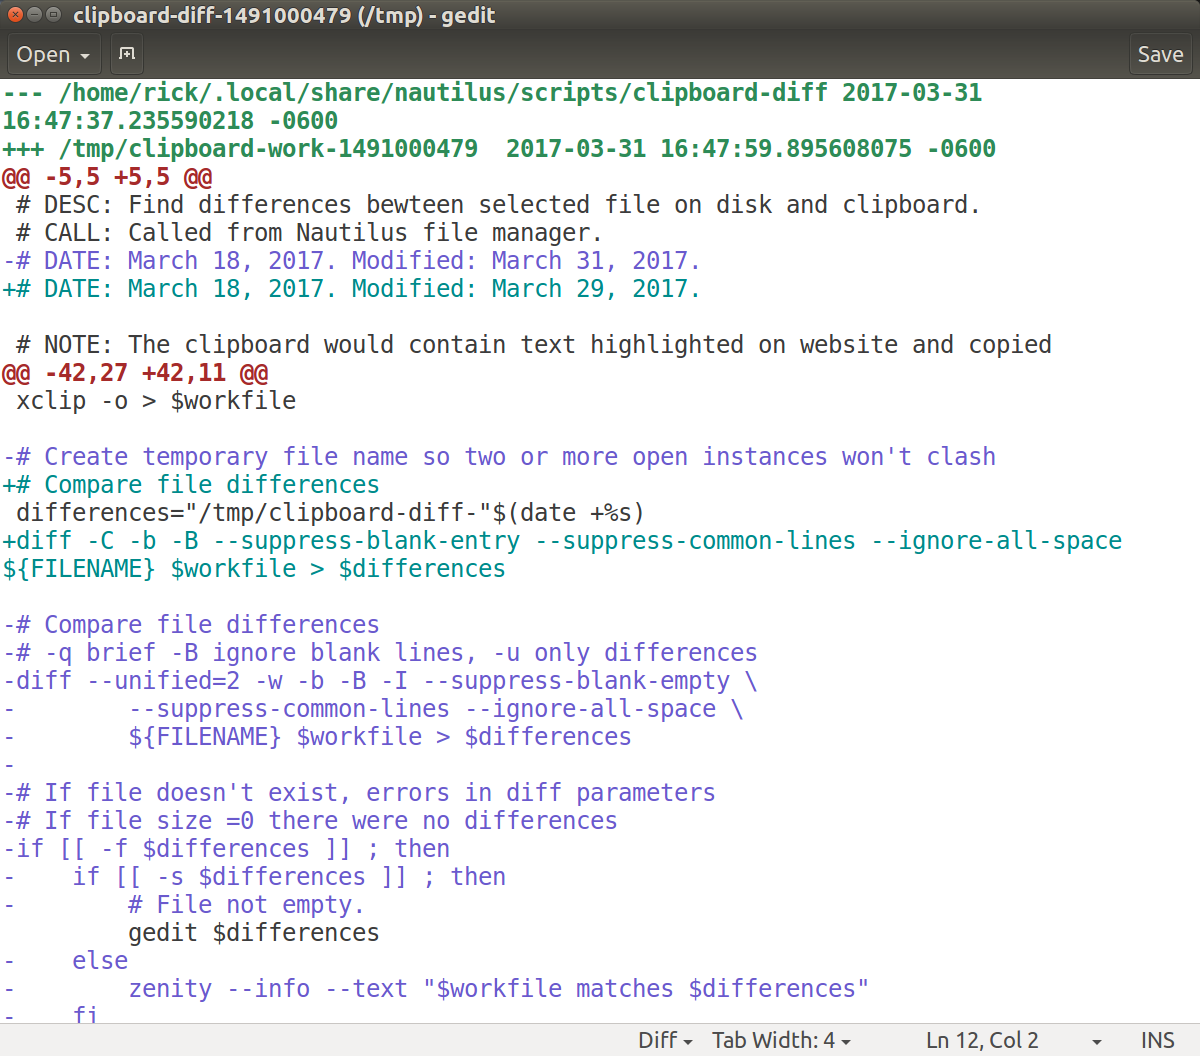 clipboard-diff-1491000479 (/tmp) - gedit
Open
Save
--- /home/rick/.local/share/nautilus/scripts/clipboard-diff 2017-03-31
16:47:37.235590218 -0600
+++ /tmp/clipboard-work-1491000479  2017-03-31 16:47:59.895608075 -0600
@@ -5,5 +5,5 @@
 # DESC: Find differences bewteen selected file on disk and clipboard.
 # CALL: Called from Nautilus file manager.
-# DATE: March 18, 2017. Modified: March 31, 2017.
+# DATE: March 18, 2017. Modified: March 29, 2017.
 # NOTE: The clipboard would contain text highlighted on website and copied
@@ -42,27 +42,11 @@
 xclip -o > $workfile
-# Create temporary file name so two or more open instances won't clash
+# Compare file differences
 differences="/tmp/clipboard-diff-"$(date +%s)
+diff -C -b -B --suppress-blank-entry --suppress-common-lines --ignore-all-space
${FILENAME} $workfile > $differences
-# Compare file differences
-# -q brief -B ignore blank lines, -u only differences
-diff --unified=2 -w -b -B -I --suppress-blank-empty \
-        --suppress-common-lines --ignore-all-space \
-        ${FILENAME} $workfile > $differences
-
-# If file doesn't exist, errors in diff parameters
-# If file size =0 there were no differences
-if [[ -f $differences ]] ; then
-    if [[ -s $differences ]] ; then
-        # File not empty.
         gedit $differences
-    else
-        zenity --info --text "$workfile matches $differences"
-    fi
Diff Tab Width: 4 Ln 12, Col 2 INS